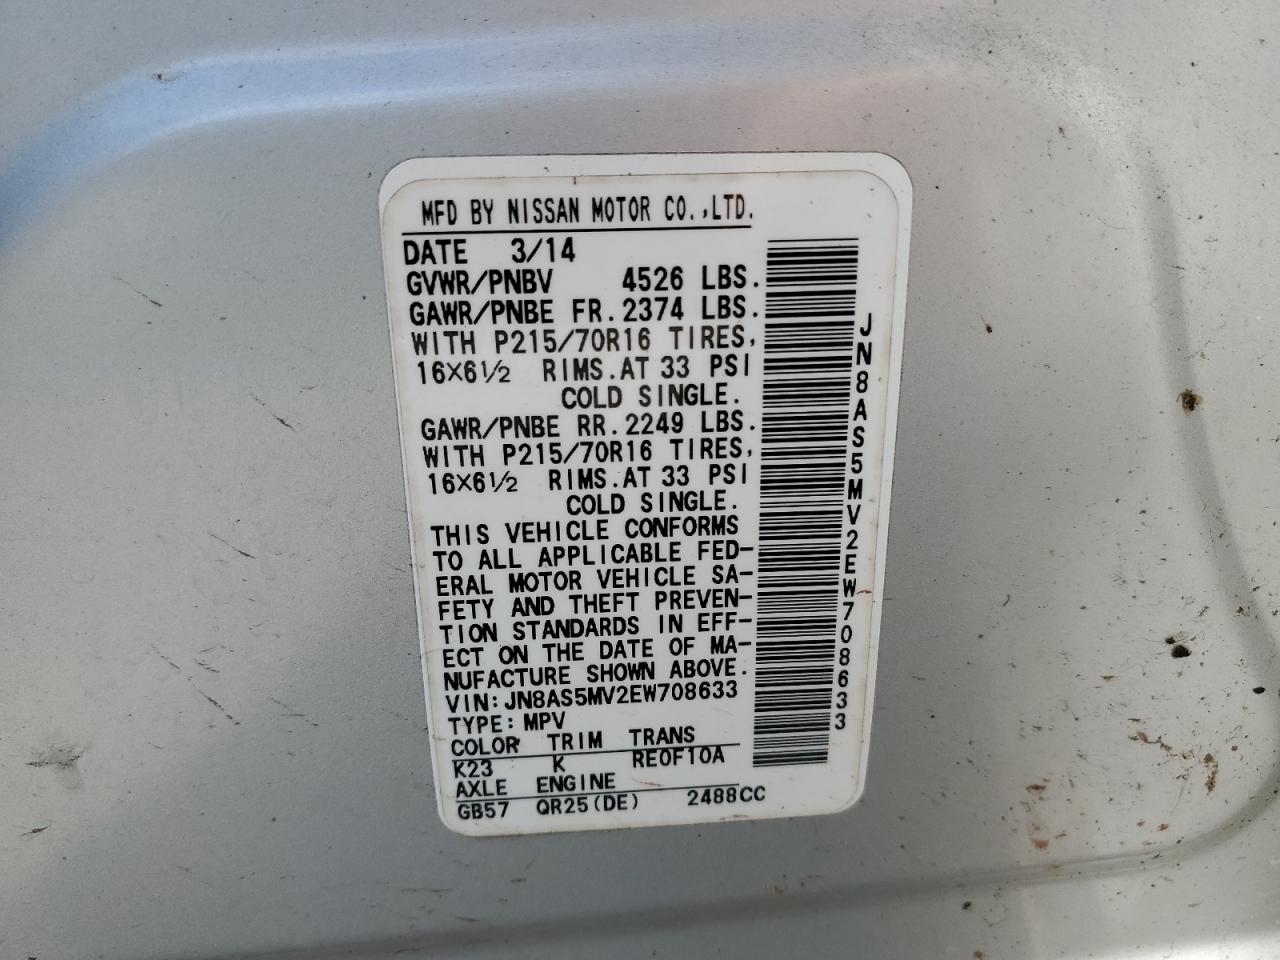 MFD BY NISSAN MOTOR CO.,LTD.
DATE 3/14
GVWR/PNBV 4526 LBS.
GAWR/PNBE FR.2374 LBS.
WITH P215/70R16 TIRES,
16X6½ RIMS.AT 33 PSI
COLD SINGLE.
GAWR/PNBE RR.2249 LBS.
WITH P215/70R16 TIRES,
16X6½ RIMS.AT 33 PSI
COLD SINGLE.
THIS VEHICLE CONFORMS
TO ALL APPLICABLE FED-
ERAL MOTOR VEHICLE SA-
FETY AND THEFT PREVEN-
TION STANDARDS IN EFF-
ECT ON THE DATE OF MA-
NUFACTURE SHOWN ABOVE.
VIN:JN8AS5MV2EW708633
TYPE:MPV
COLOR TRIM TRANS
K23 K RE0F10A
AXLE ENGINE
GB57 QR25(DE) 2488CC
JN8AS5MV2EW708633